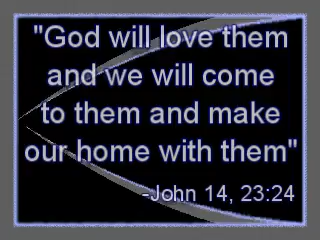 "God will love them
and we will come
to them and make
our home with them"
-John 14, 23:24